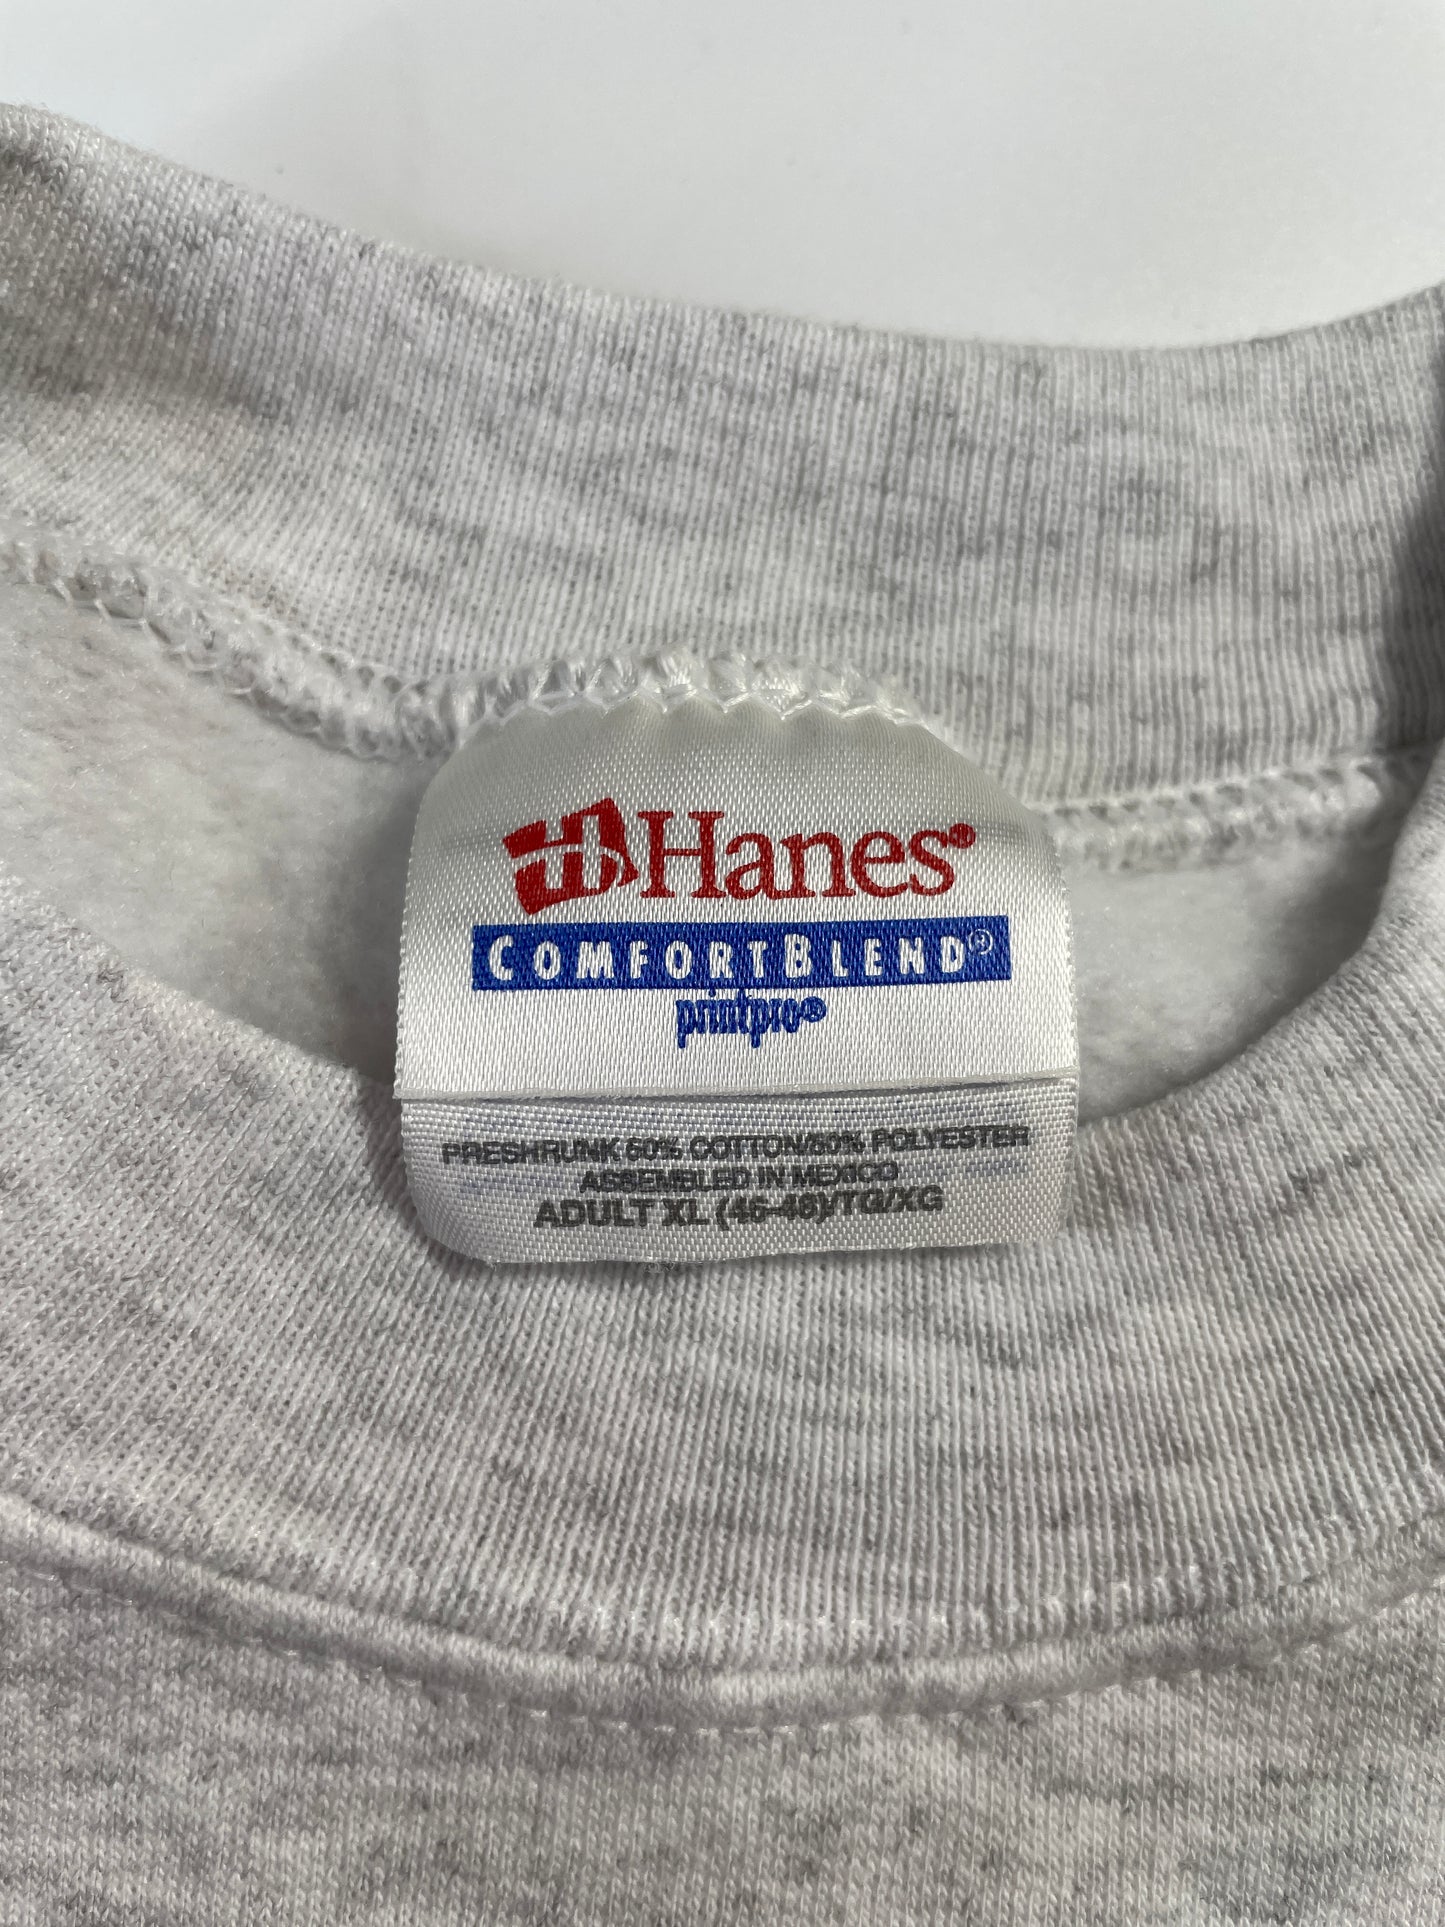 Hanes®
COMFORTBLEND®
printpro®
PRESHRUNK 50% COTTON/50% POLYESTER
ASSEMBLED IN MEXICO
ADULT XL (46-48)/TG/XG